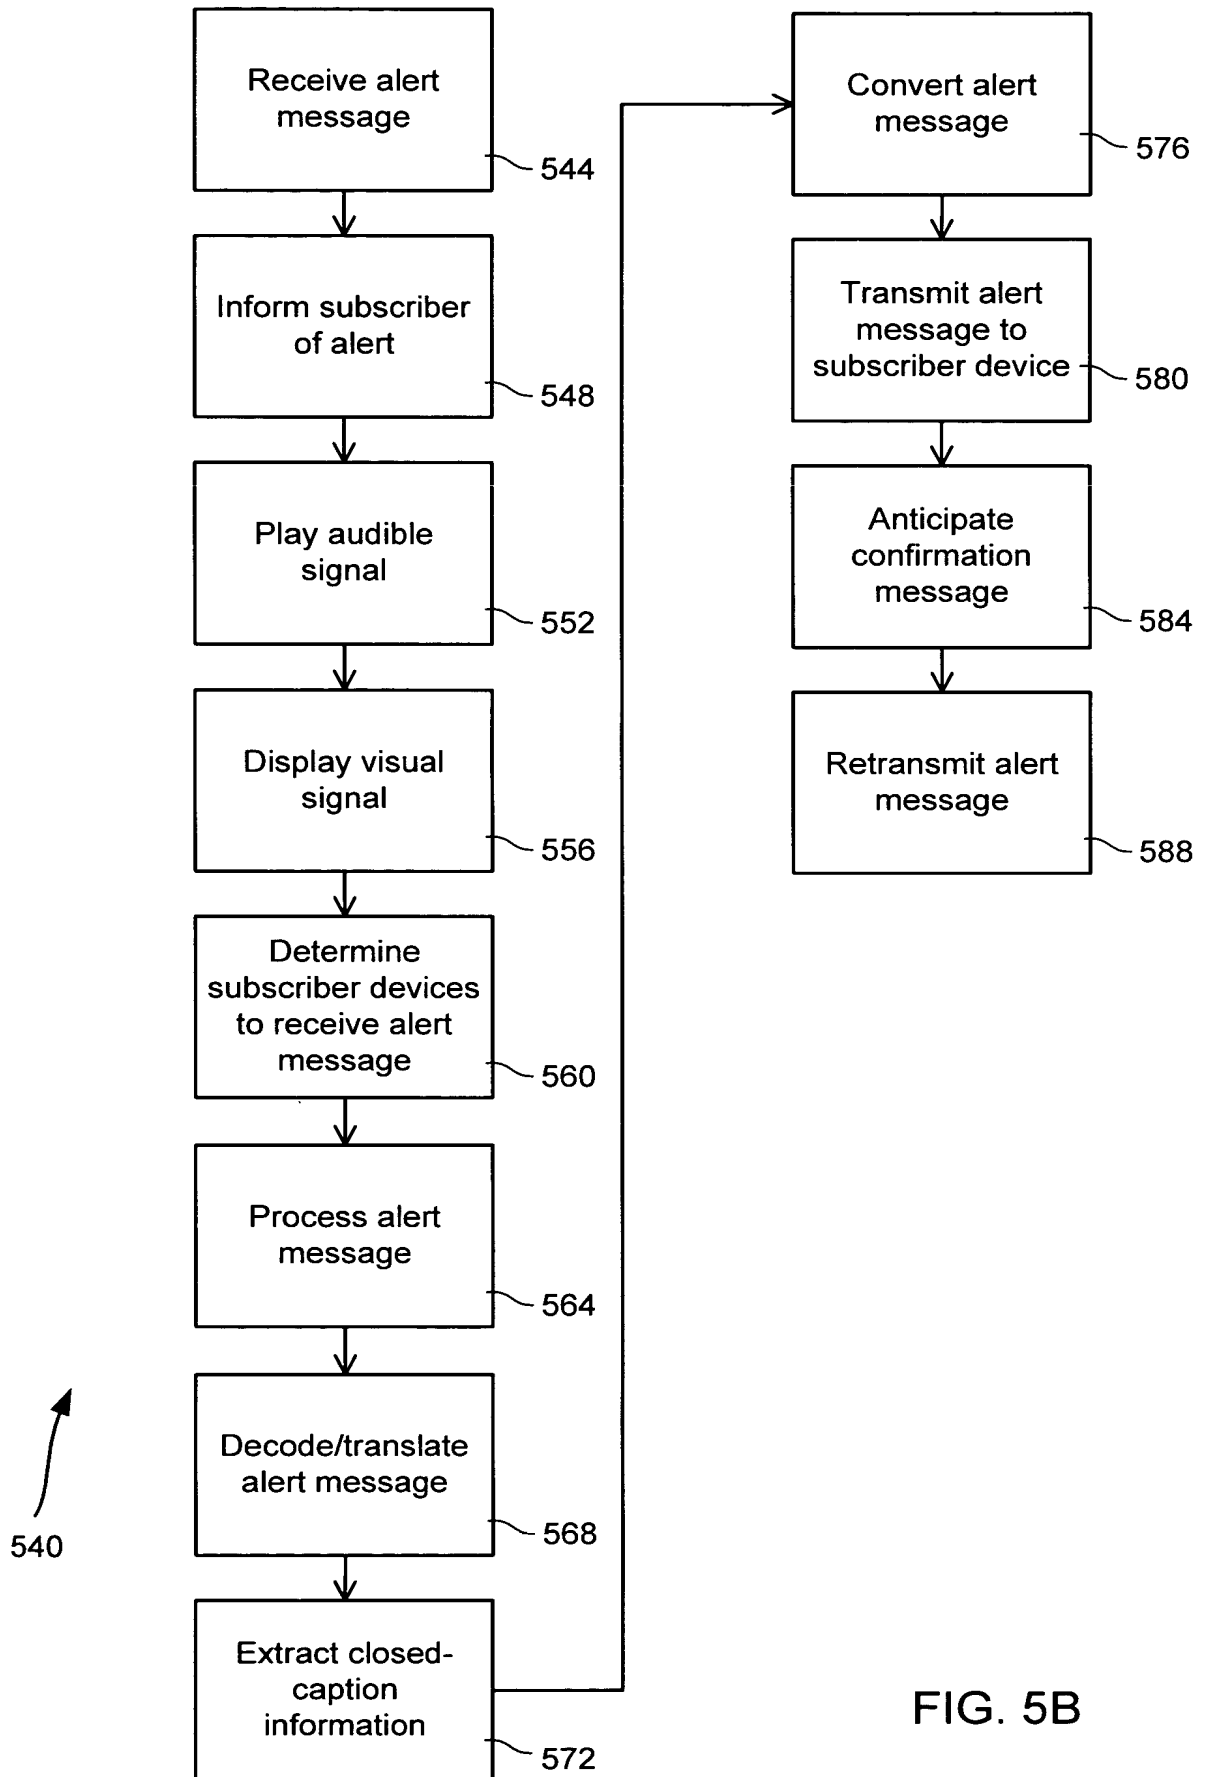 Receive alert
message
544
Inform subscriber
of alert
548
Play audible
signal
552
Display visual
signal
556
Determine
subscriber devices
to receive alert
message
560
Process alert
message
564
Decode/translate
alert message
568
540
Extract closed-
caption
information
572
Convert alert
message
576
Transmit alert
message to
subscriber device
580
Anticipate
confirmation
message
584
Retransmit alert
message
588
FIG. 5B